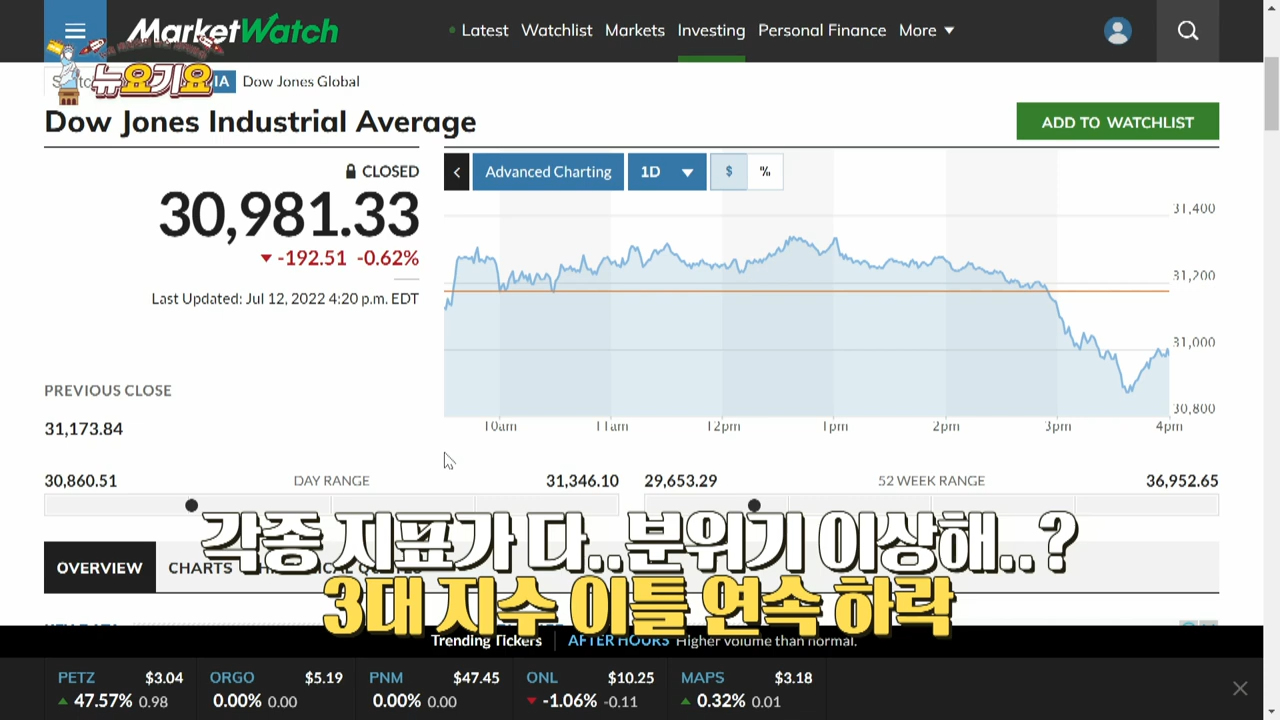 MarketWatch
Latest Watchlist Markets Investing Personal Finance More
뉴요기요
IA Dow Jones Global
Dow Jones Industrial Average
ADD TO WATCHLIST
CLOSED
30,981.33
-192.51 -0.62%
Last Updated: Jul 12, 2022 4:20 p.m. EDT
Advanced Charting 1D $ %
31,400
31,200
31,000
30,800
10am 11am 12pm 1pm 2pm 3pm 4pm
PREVIOUS CLOSE
31,173.84
30,860.51 DAY RANGE 31,346.10
29,653.29 52 WEEK RANGE 36,952.65
각종 지표가 다..분위기 이상해..?
OVERVIEW CHARTS
3대 지수 이틀 연속 하락
Trending Tickers AFTER HOURS Higher volume than normal.
PETZ $3.04 ORGO $5.19 PNM $47.45 ONL $10.25 MAPS $3.18
47.57% 0.98 0.00% 0.00 0.00% 0.00 -1.06% -0.11 0.32% 0.01